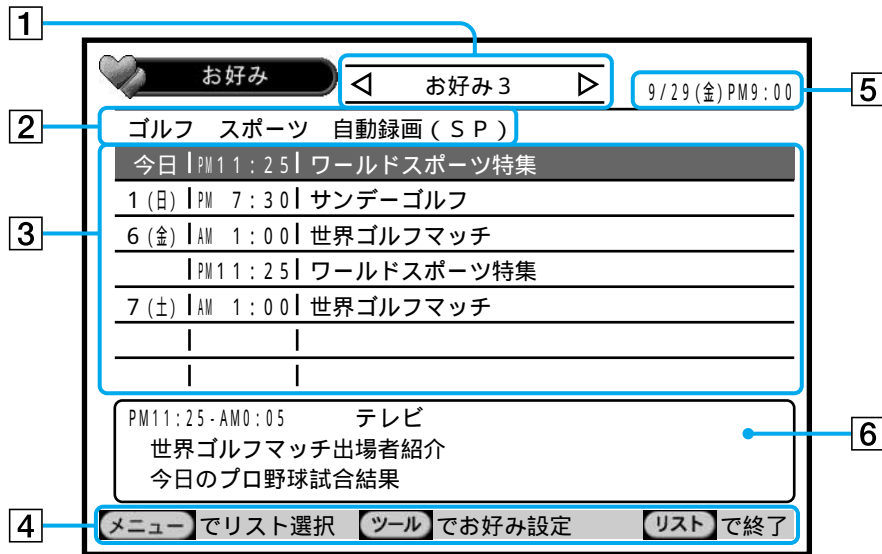 1
お好み ◁ お好み3 ▷ 9/29(金)PM9:00 5
2 ゴルフ スポーツ 自動録画(SP)
今日 PM11:25 ワールドスポーツ特集
1(日) PM 7:30 サンデーゴルフ
3 6(金) AM 1:00 世界ゴルフマッチ
PM11:25 ワールドスポーツ特集
7(土) AM 1:00 世界ゴルフマッチ
PM11:25-AM0:05 テレビ
世界ゴルフマッチ出場者紹介 6
今日のプロ野球試合結果
4 メニュー でリスト選択 ツール でお好み設定 リスト で終了